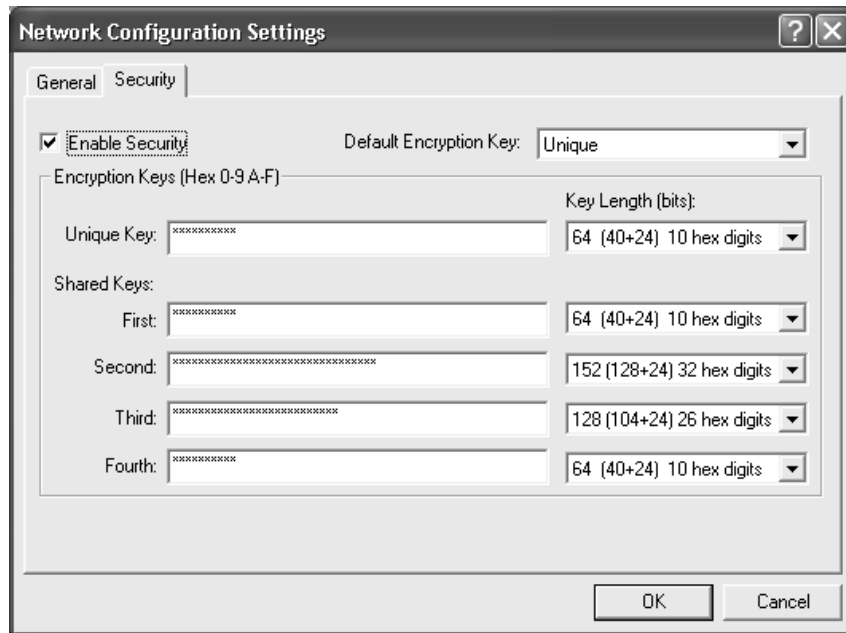 Network Configuration Settings
General Security
Enable Security Default Encryption Key: Unique
Encryption Keys (Hex 0-9 A-F)
Key Length (bits):
Unique Key: ********** 64 (40+24) 10 hex digits
Shared Keys:
First: ********** 64 (40+24) 10 hex digits
Second: ******************************** 152 (128+24) 32 hex digits
Third: ************************** 128 (104+24) 26 hex digits
Fourth: ********** 64 (40+24) 10 hex digits
OK Cancel